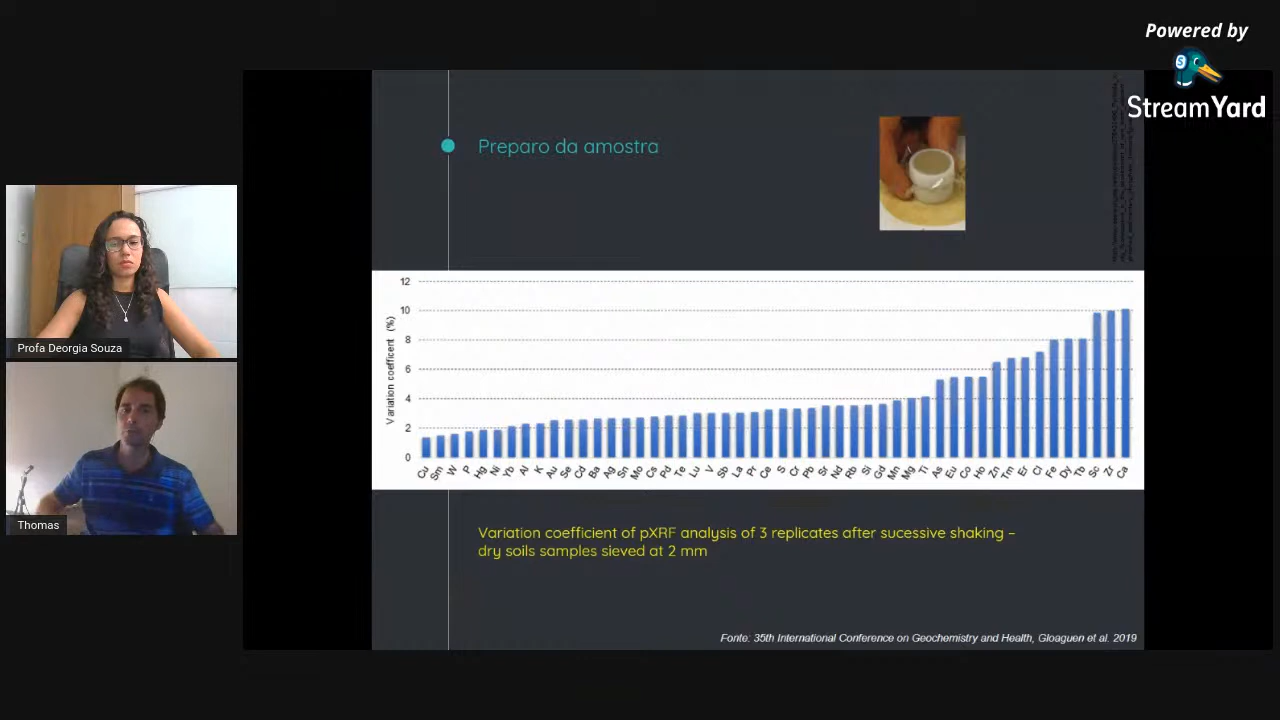 Powered by
StreamYard
Preparo da amostra
Profa Deorgia Souza
Thomas
Variation coefficent (%)
12
10
8
6
4
2
0
Cu Sm W P Hg Ni Yb Al K Au Se Cd Ba Ag Sn Mo Cs Pd Te Lu V Sb La Pr Ce S Cr Pb Sr Nd Rb Si Gd Mn Mg Ti As Eu Co Ho Zn Tm Er Cl Fe Dy Tb Sc Zr Ca
Variation coefficient of pXRF analysis of 3 replicates after sucessive shaking –
dry soils samples sieved at 2 mm
Fonte: 35th International Conference on Geochemistry and Health, Gloaguen et al. 2019